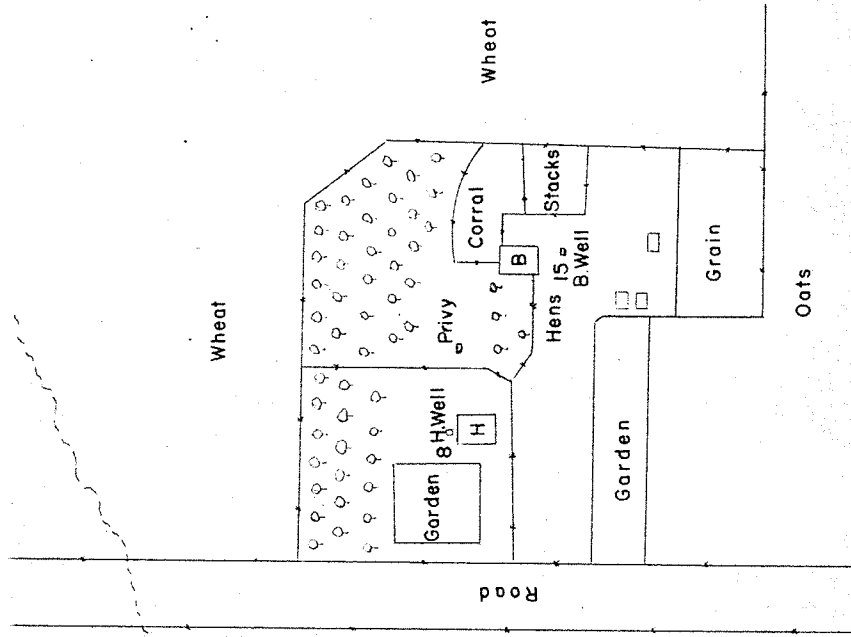 Wheat
Wheat
Corral
Stacks
B
15
B.Well
Privy
Hens
Grain
Oats
8
H.Well
H
Garden
Garden
Road